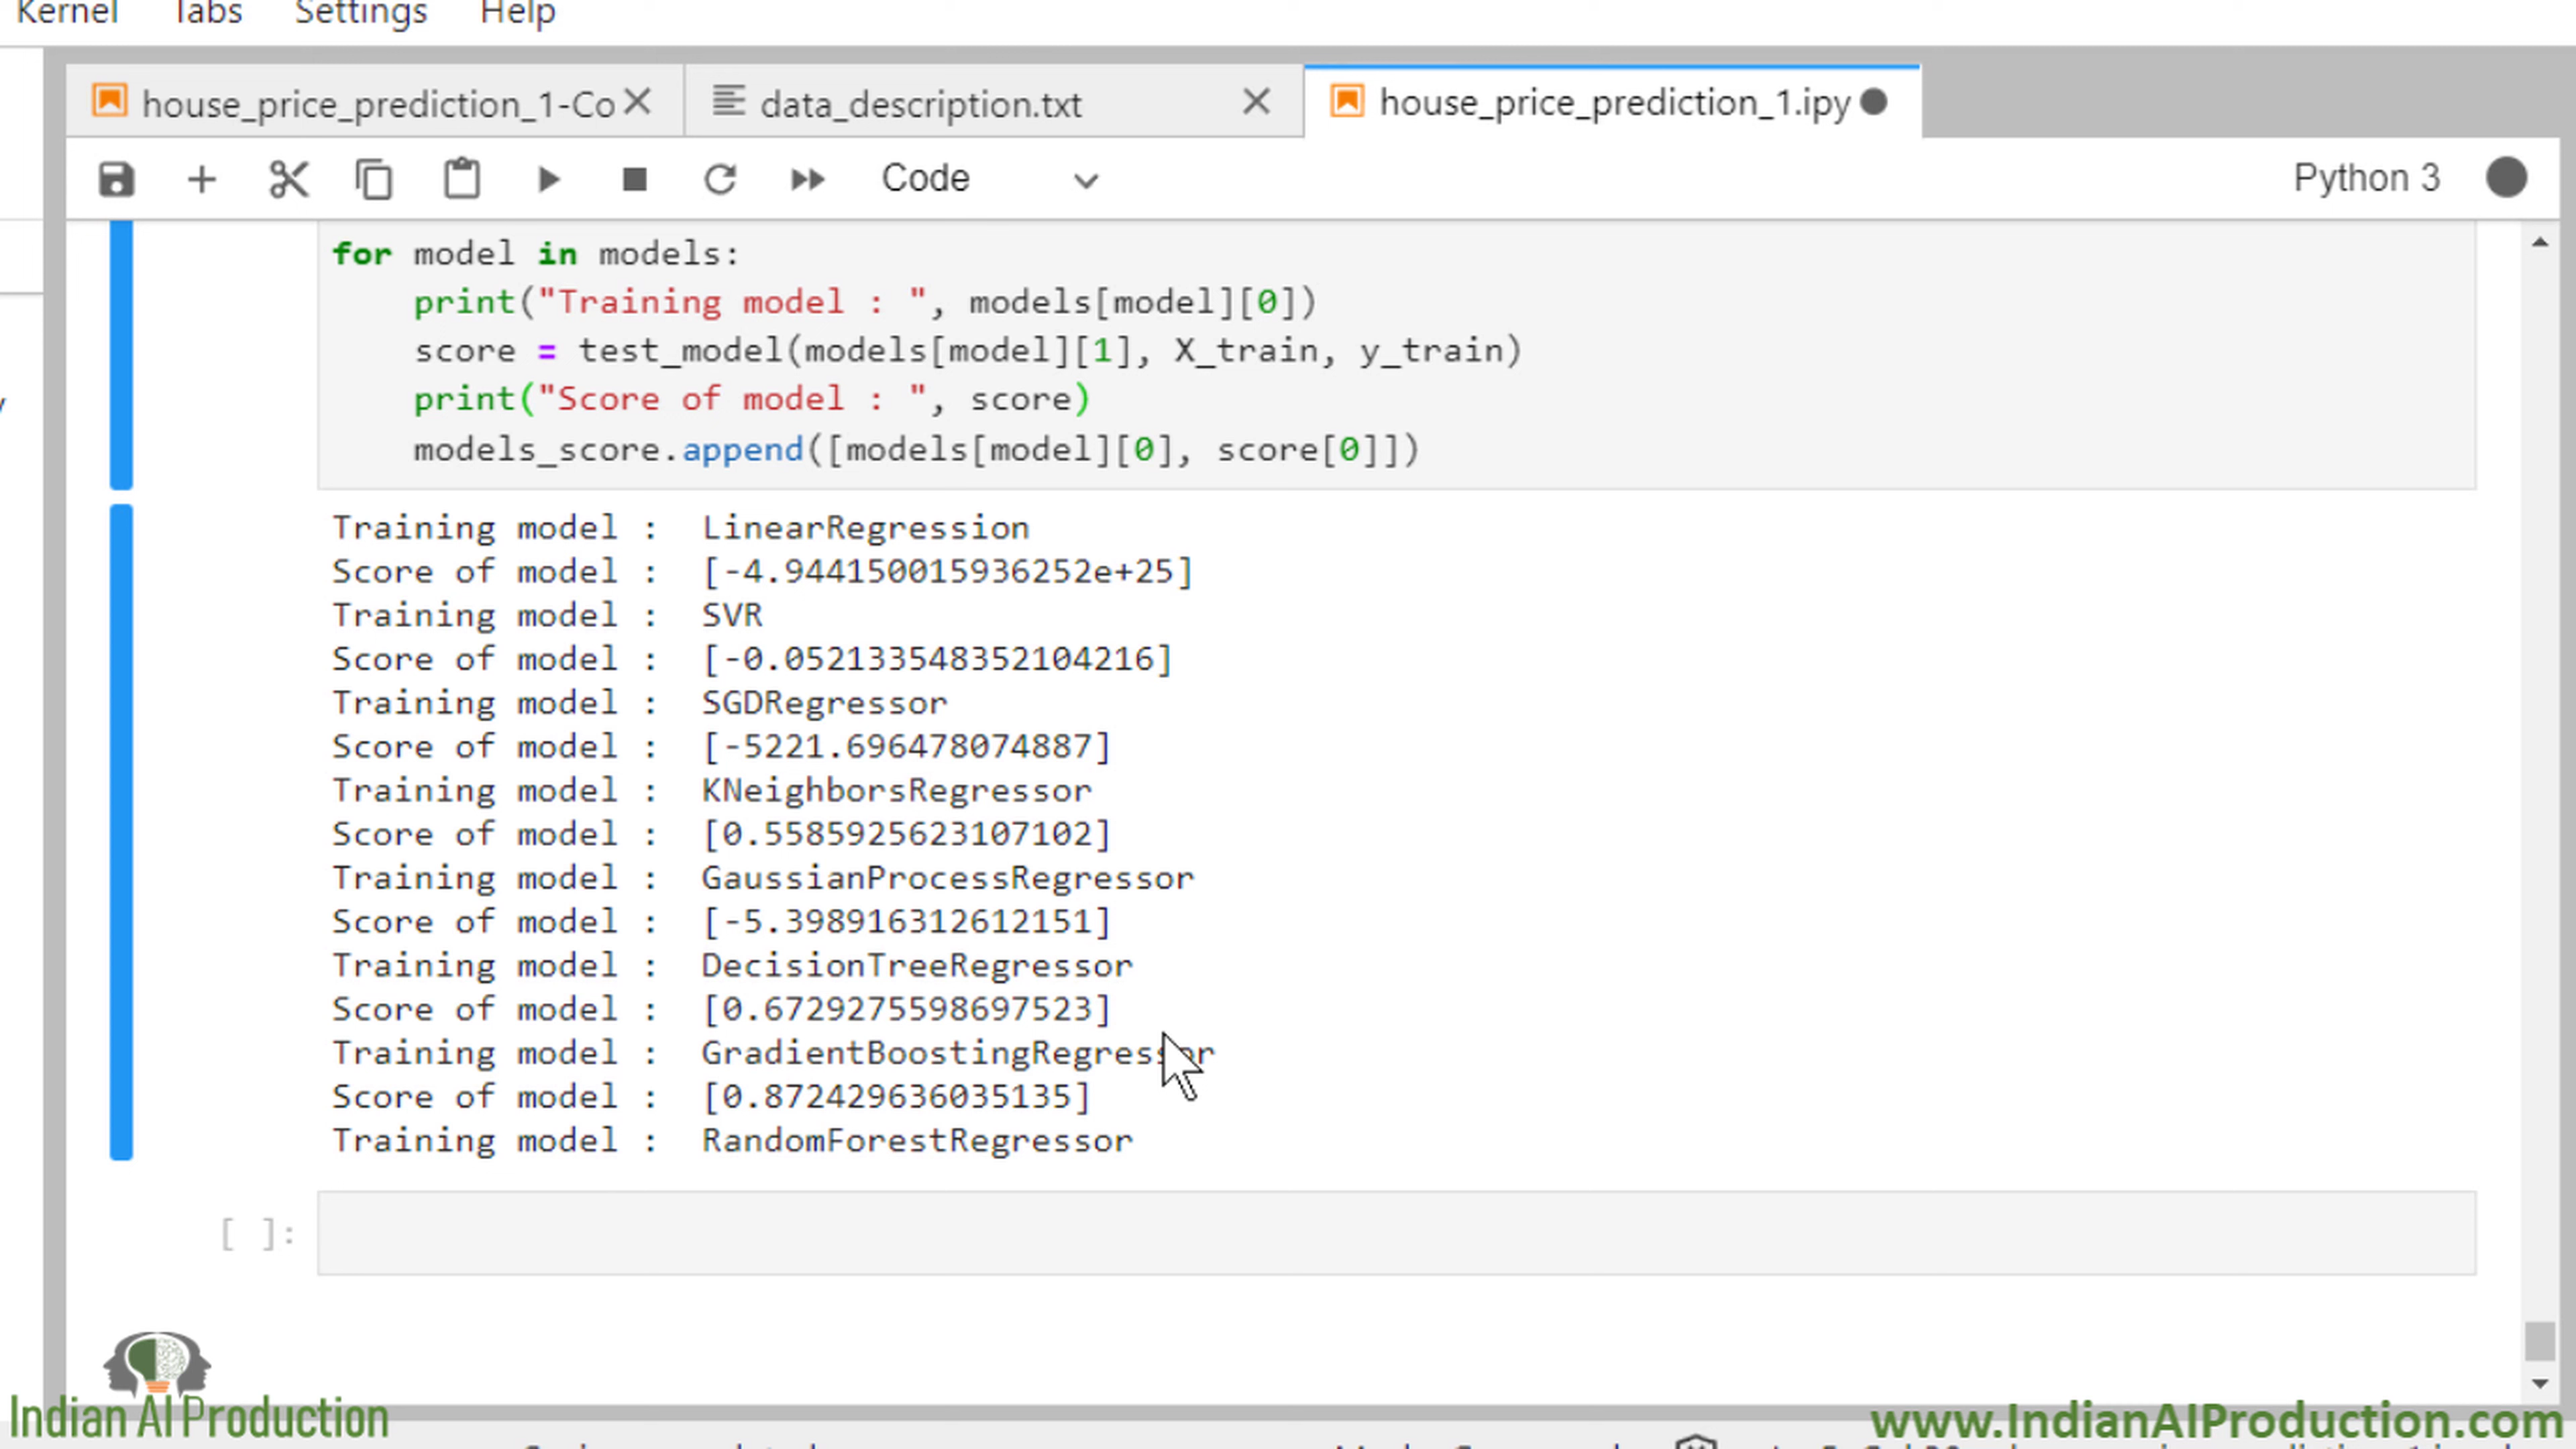 Kernel Tabs Settings Help
house_price_prediction_1-Co data_description.txt house_price_prediction_1.ipy
Code Python 3
for model in models:
print("Training model : ", models[model][0])
score = test_model(models[model][1], X_train, y_train)
print("Score of model : ", score)
models_score.append([models[model][0], score[0]])
Training model : LinearRegression
Score of model : [-4.944150015936252e+25]
Training model : SVR
Score of model : [-0.052133548352104216]
Training model : SGDRegressor
Score of model : [-5221.696478074887]
Training model : KNeighborsRegressor
Score of model : [0.5585925623107102]
Training model : GaussianProcessRegressor
Score of model : [-5.398916312612151]
Training model : DecisionTreeRegressor
Score of model : [0.6729275598697523]
Training model : GradientBoostingRegressor
Score of model : [0.872429636035135]
Training model : RandomForestRegressor
[ ]:
Indian AI Production
www.IndianAIProduction.com